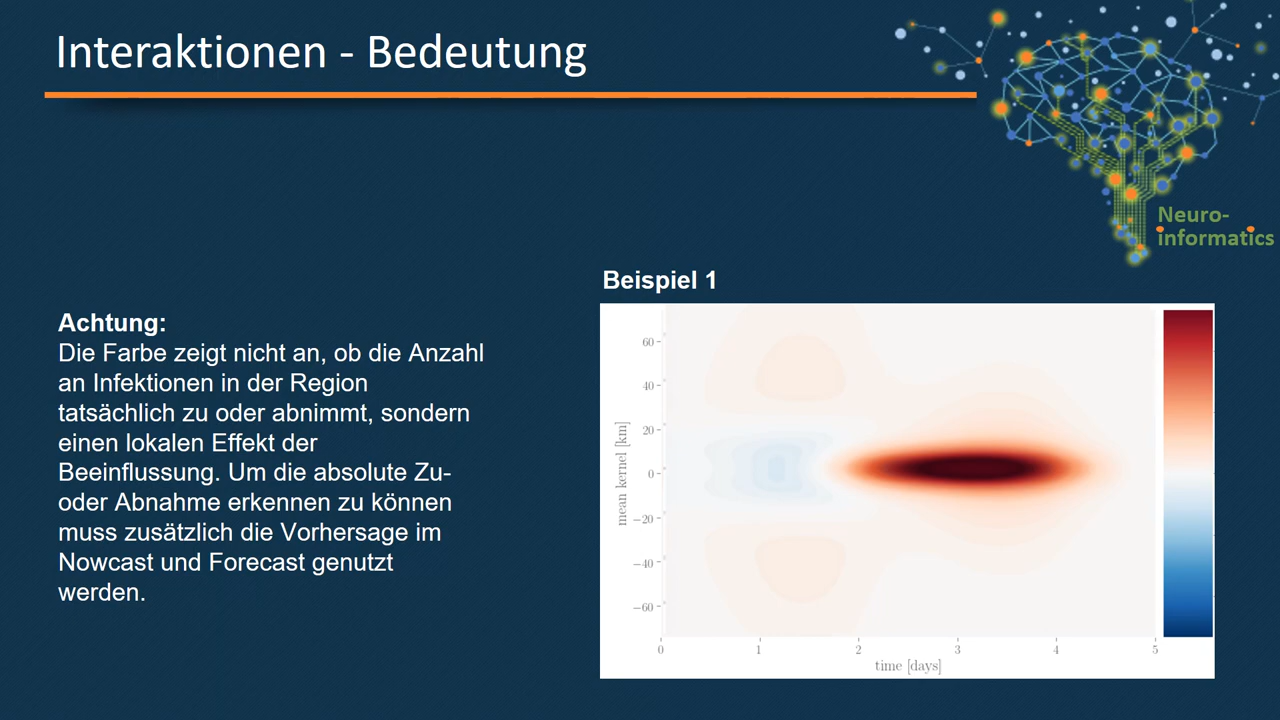 Interaktionen - Bedeutung
Neuro-
informatics
Beispiel 1
Achtung:
Die Farbe zeigt nicht an, ob die Anzahl
an Infektionen in der Region
tatsächlich zu oder abnimmt, sondern
einen lokalen Effekt der
Beeinflussung. Um die absolute Zu-
oder Abnahme erkennen zu können
muss zusätzlich die Vorhersage im
Nowcast und Forecast genutzt
werden.
mean kernel [km]
60
40
20
0
−20
−40
−60
0 1 2 3 4 5
time [days]